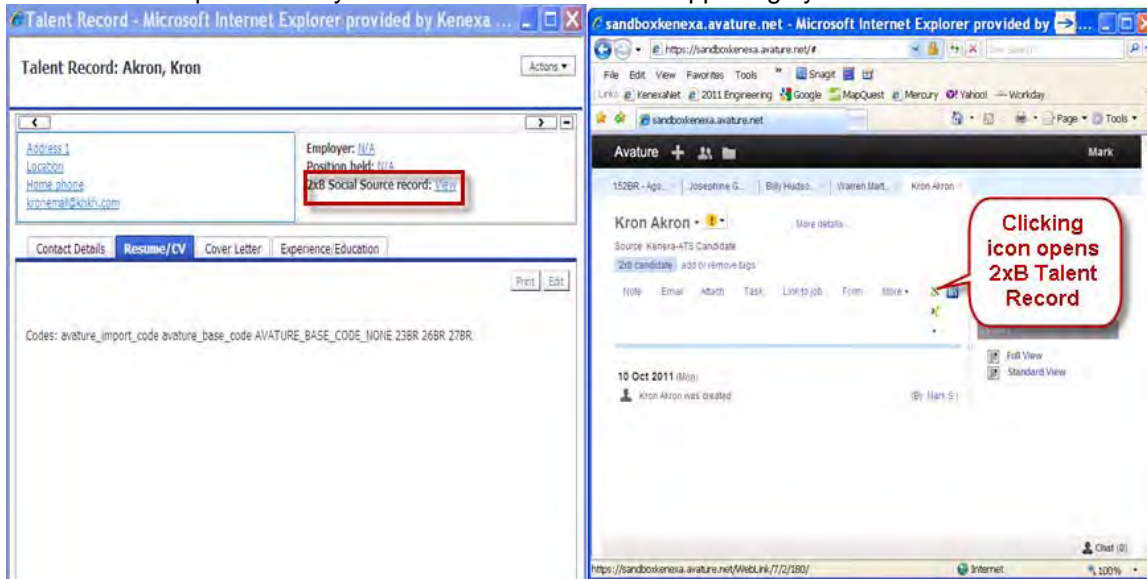 Talent Record - Microsoft Internet Explorer provided by Kenexa ...
Talent Record: Akron, Kron
Actions
Address 1
Location
Home phone
kronemail@khkh.com
Employer: N/A
Position held: N/A
2xB Social Source record: View
Contact Details Resume/CV Cover Letter Experience/Education
Print Edit
Codes: avature_import_code avature_base_code AVATURE_BASE_CODE_NONE 23BR 26BR 27BR
sandboxkenexa.avature.net - Microsoft Internet Explorer provided by ...
https://sandboxkenexa.avature.net/#
File Edit View Favorites Tools » Snagit
Links KenexaNet 2011 Engineering Google MapQuest Mercury Yahoo! Workday
sandboxkenexa.avature.net Page Tools
Avature Mark
152BR - Ago... Josephine G... Billy Hudso... Warren Mart... Kron Akron
Kron Akron More details
Source: Kenexa-ATS Candidate
2xB candidate add or remove tags
Note Email Attach Task Link to job Form More
Clicking
icon opens
2xB Talent
Record
Full View
Standard View
10 Oct 2011 (Mon)
Kron Akron was created (By Mark S.)
Chat (0)
https://sandboxkenexa.avature.net/WebLink/7/2/180/ Internet 100%